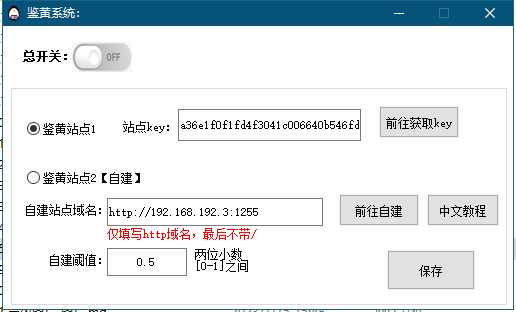 鉴黄系统:
总开关: OFF
鉴黄站点1 站点key: a36e1f0f1fd4f3041c006640b546fd 前往获取key
鉴黄站点2【自建】
自建站点域名: http://192.168.192.3:1255 前往自建 中文教程
仅填写http域名，最后不带/
自建阈值: 0.5 两位小数
[0-1]之间
保存